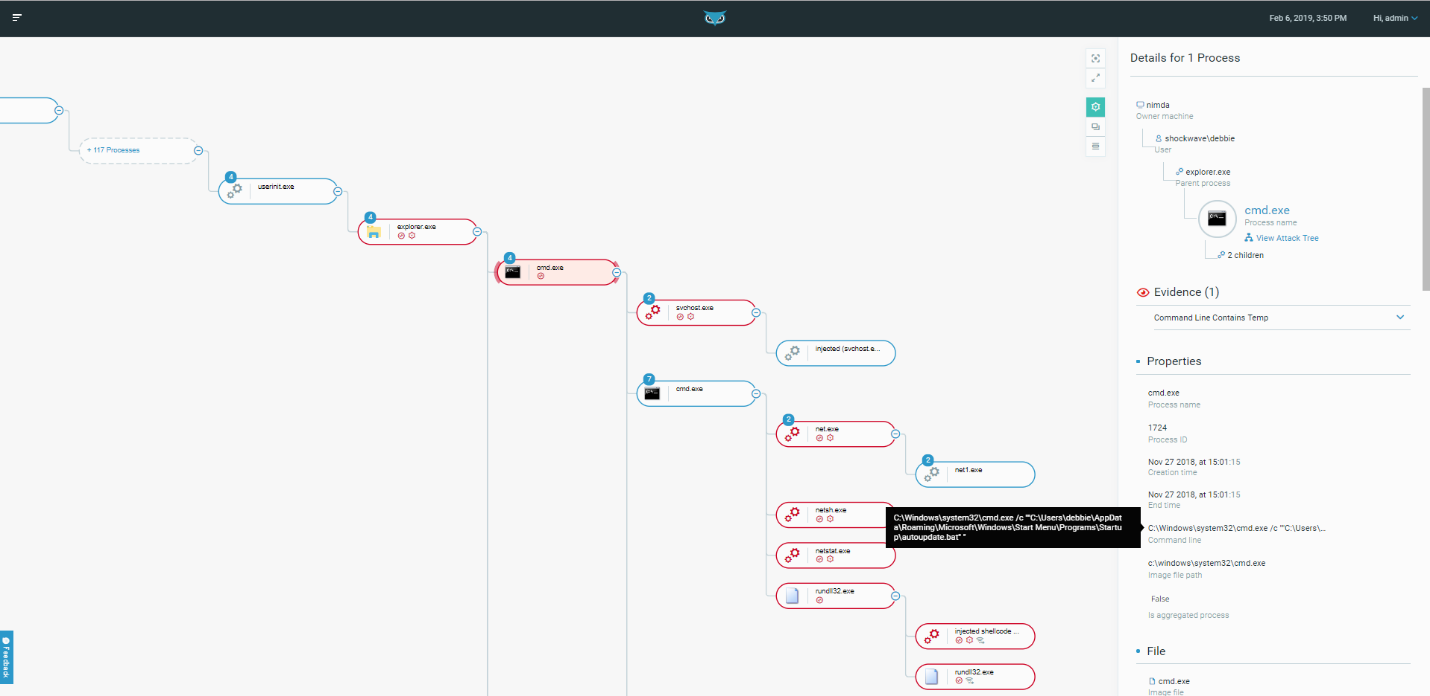 Feb 6, 2019, 3:50 PM
Hi, admin
Details for 1 Process
nimda
Owner machine
shockwave\debbie
User
explorer.exe
Parent process
cmd.exe
Process name
View Attack Tree
2 children
Evidence (1)
Command Line Contains Temp
Properties
cmd.exe
Process name
1724
Process ID
Nov 27 2018, at 15:01:15
Creation time
Nov 27 2018, at 15:01:15
End time
C:\Windows\system32\cmd.exe /c ""C:\Users\...
Command line
c:\windows\system32\cmd.exe
Image file path
False
Is aggregated process
File
cmd.exe
Image file
+ 117 Processes
4
userinit.exe
4
explorer.exe
4
cmd.exe
2
svchost.exe
injected (svchost.e...
7
cmd.exe
2
net.exe
2
net1.exe
netsh.exe
C:\Windows\system32\cmd.exe /c ""C:\Users\debbie\AppDat
a\Roaming\Microsoft\Windows\Start Menu\Programs\Startu
p\autoupdate.bat" "
netstat.exe
rundll32.exe
injected shellcode ...
rundll32.exe
Feedback